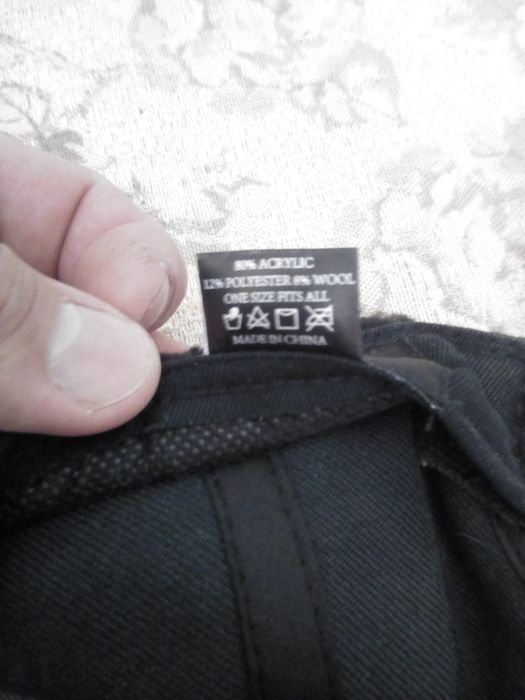 80% ACRYLIC
12% POLYESTER 8% WOOL
ONE SIZE FITS ALL
MADE IN CHINA